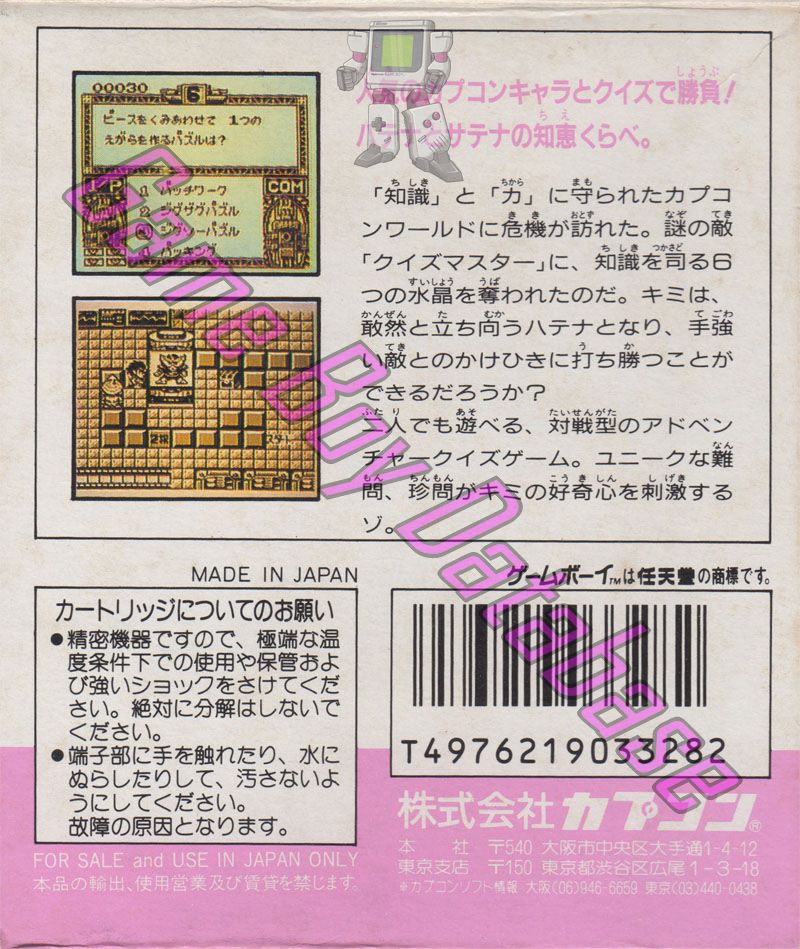 人気のカプコンキャラとクイズで勝負!
ハテナとサテナの知恵くらべ。
00030 6
ピースをくみあわせて 1つの
えがらを作るパズルは?
1P COM
1 パッチワーク
2 ジグザグパズル
3 ジグソーパズル
4 パッキング
「知識」と「力」に守られたカプコ
ンワールドに危機が訪れた。謎の敵
「クイズマスター」に、知識を司る6
つの水晶を奪われたのだ。キミは、
敢然と立ち向うハテナとなり、手強
い敵とのかけひきに打ち勝つことが
できるだろうか?
二人でも遊べる、対戦型のアドベン
チャークイズゲーム。ユニークな難
問、珍問がキミの好奇心を刺激する
ゾ。
MADE IN JAPAN
ゲームボーイTMは任天堂の商標です。
カートリッジについてのお願い
●精密機器ですので、極端な温
度条件下での使用や保管およ
び強いショックをさけてくだ
さい。絶対に分解はしないで
ください。
●端子部に手を触れたり、水に
ぬらしたりして、汚さないよ
うにしてください。
故障の原因となります。
T4976219033282
株式会社カプコン®
本 社 〒540 大阪市中央区大手通1-4-12
東京支店 〒150 東京都渋谷区広尾1-3-18
※カプコンソフト情報 大阪(06)946-6659 東京(03)440-0438
FOR SALE and USE IN JAPAN ONLY
本品の輸出、使用営業及び賃貸を禁じます。
Game Boy Database